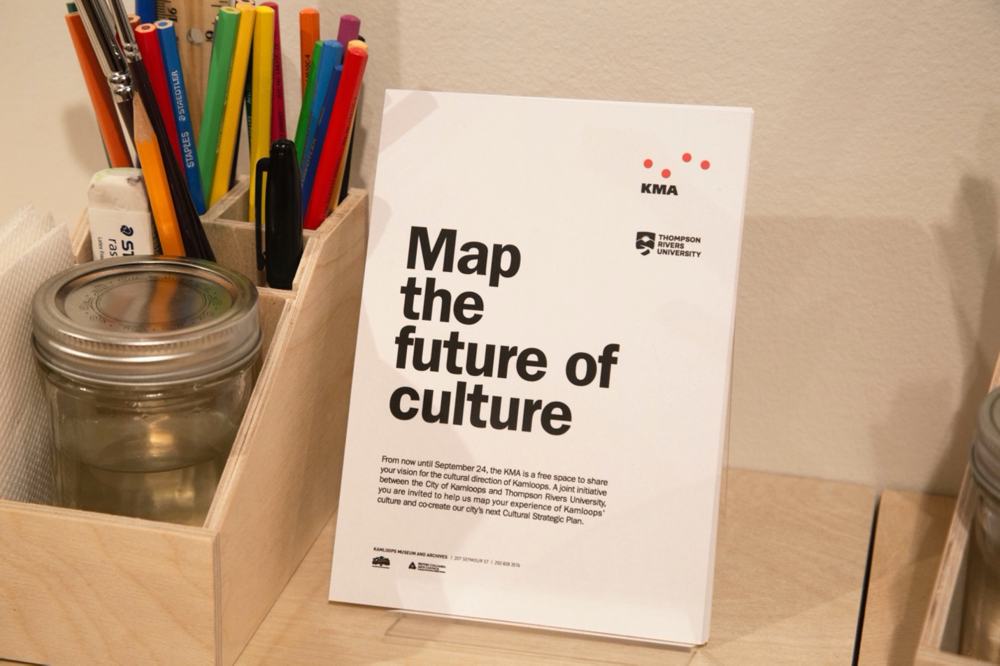 STAPLES STAEDTLER
KMA
THOMPSON
RIVERS
UNIVERSITY
Map
the
future of
culture
From now until September 24, the KMA is a free space to share
your vision for the cultural direction of Kamloops. A joint initiative
between the City of Kamloops and Thompson Rivers University,
you are invited to help us map your experience of Kamloops'
culture and co-create our city's next Cultural Strategic Plan.
KAMLOOPS MUSEUM AND ARCHIVES | 207 SEYMOUR ST | 250 828 3576
BRITISH COLUMBIA
ARTS COUNCIL